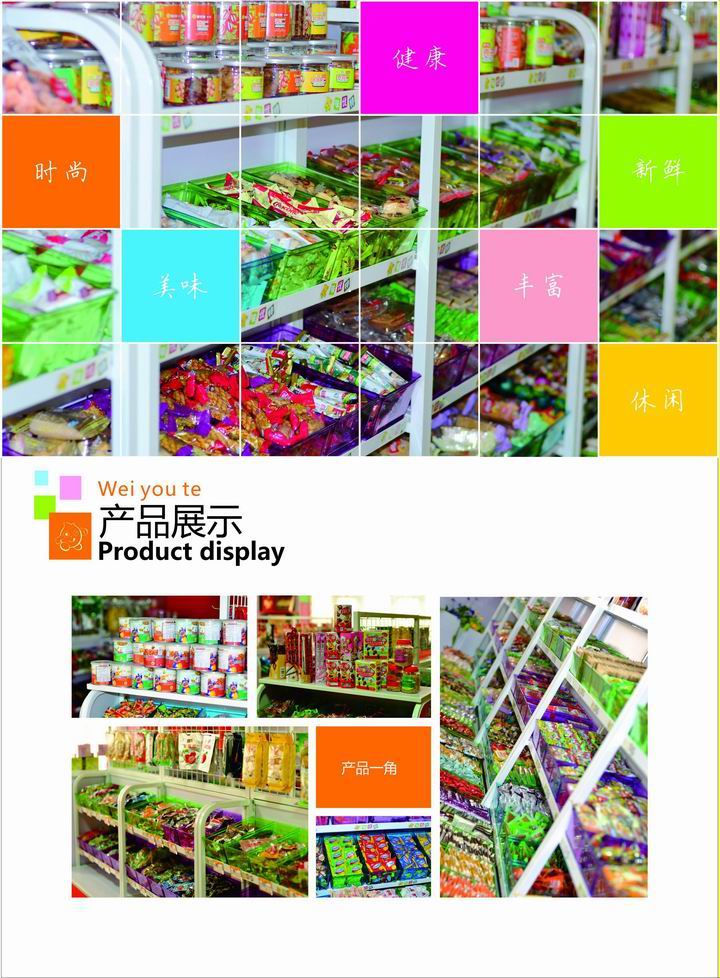 健康
时尚
新鲜
美味
丰富
休闲
Wei you te
产品展示
Product display
产品一角